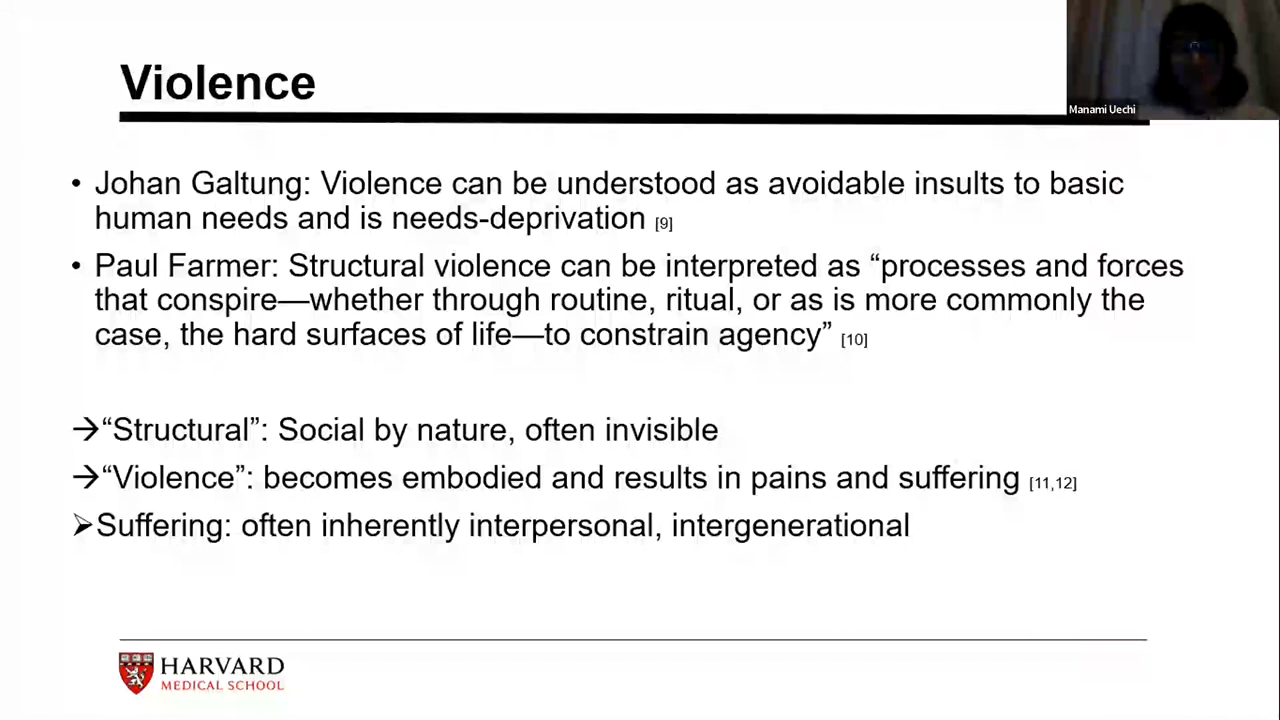 Violence
Manami Uechi
• Johan Galtung: Violence can be understood as avoidable insults to basic
human needs and is needs-deprivation [9]
• Paul Farmer: Structural violence can be interpreted as “processes and forces
that conspire—whether through routine, ritual, or as is more commonly the
case, the hard surfaces of life—to constrain agency” [10]
→“Structural”: Social by nature, often invisible
→“Violence”: becomes embodied and results in pains and suffering [11,12]
➢Suffering: often inherently interpersonal, intergenerational
HARVARD
MEDICAL SCHOOL